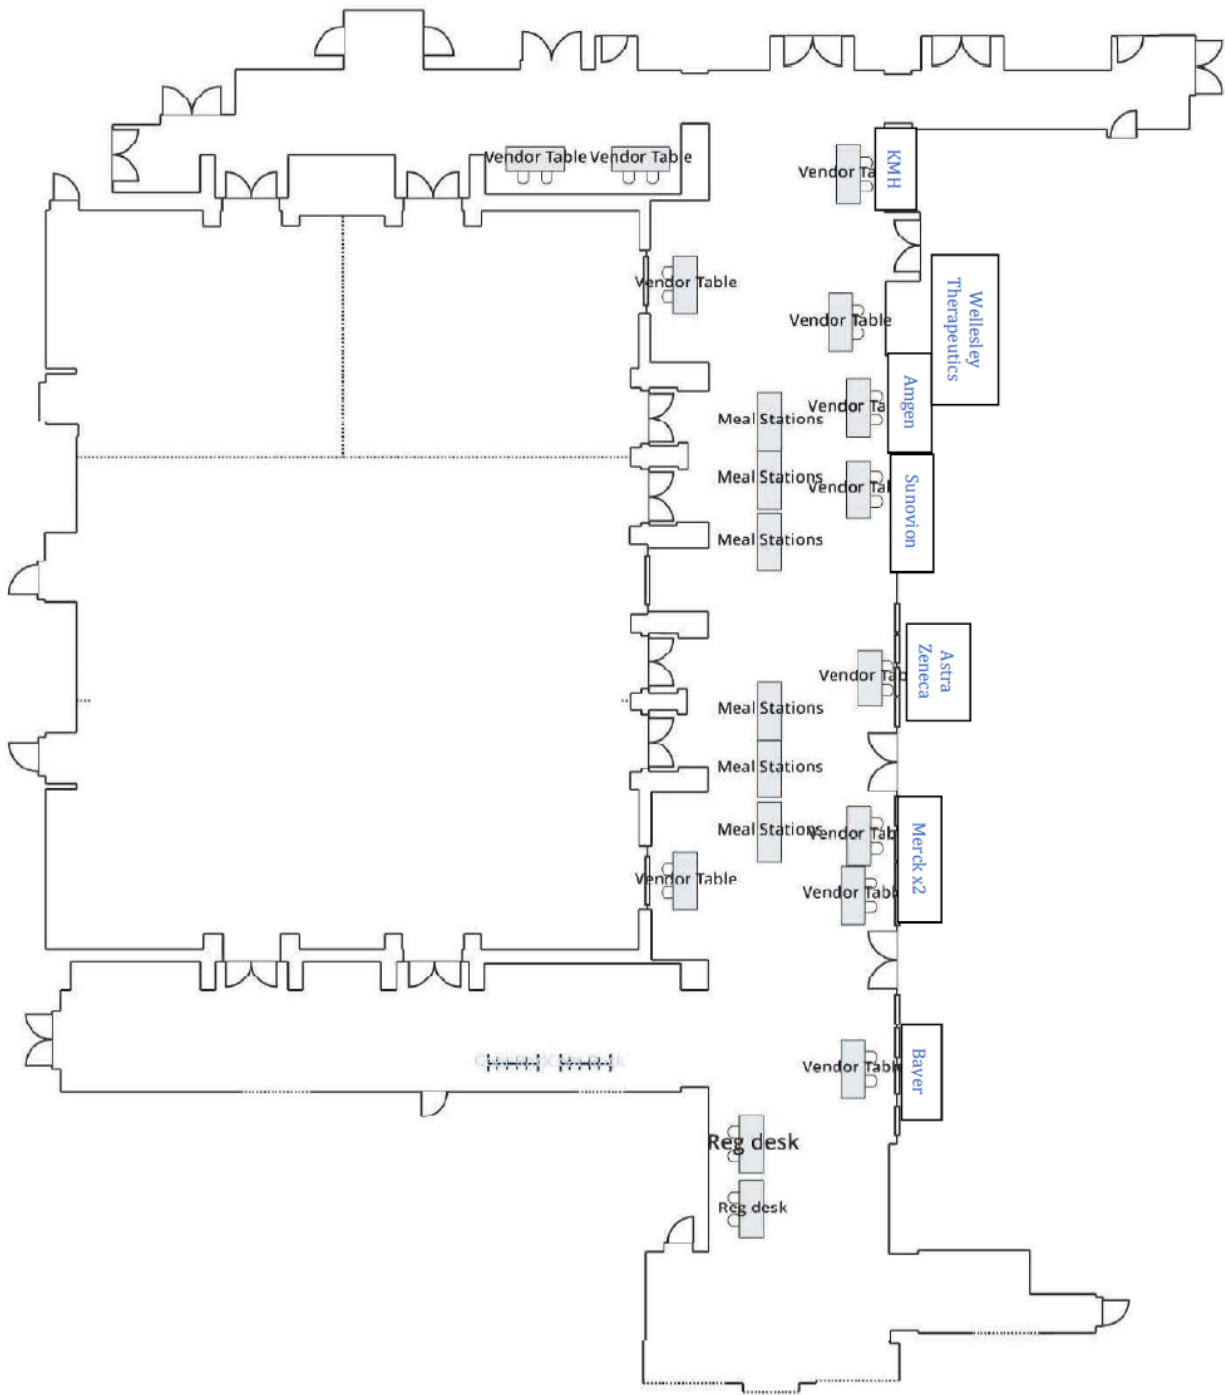 Vendor Table
Vendor Table
Vendor Ta
KMH
Vendor Table
Wellesley
Therapeutics
Vendor Table
Vendor Ta
Amgen
Meal Stations
Meal Stations
Vendor Tal
Sunovion
Meal Stations
Astra
Zeneca
Vendor Tab
Meal Stations
Meal Stations
Meal Stations
Vendor Tab
Merck x2
Vendor Table
Vendor Tabl
Vendor Tabl
Bayer
Reg desk
Reg desk